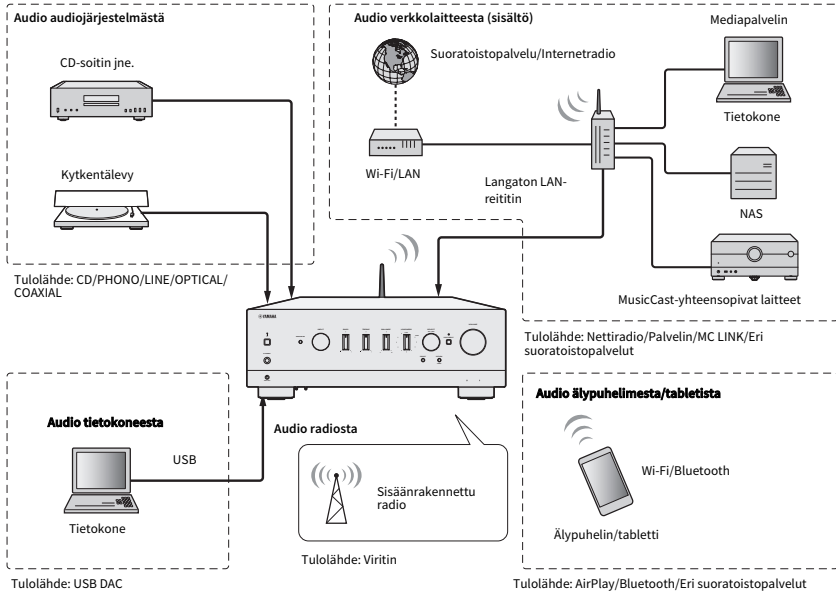 Audio audiojärjestelmästä
CD-soitin jne.
Kytkentälevy
Tulolähde: CD/PHONO/LINE/OPTICAL/
COAXIAL
Audio verkkolaitteesta (sisältö)
Suoratoistopalvelu/Internetradio
Wi-Fi/LAN
Langaton LAN-
reititin
Mediapalvelin
Tietokone
NAS
MusicCast-yhteensopivat laitteet
Tulolähde: Nettiradio/Palvelin/MC LINK/Eri
suoratoistopalvelut
YAMAHA
Audio tietokoneesta
USB
Tietokone
Tulolähde: USB DAC
Audio radiosta
Sisäänrakennettu
radio
Tulolähde: Viritin
Audio älypuhelimesta/tabletista
Wi-Fi/Bluetooth
Älypuhelin/tabletti
Tulolähde: AirPlay/Bluetooth/Eri suoratoistopalvelut